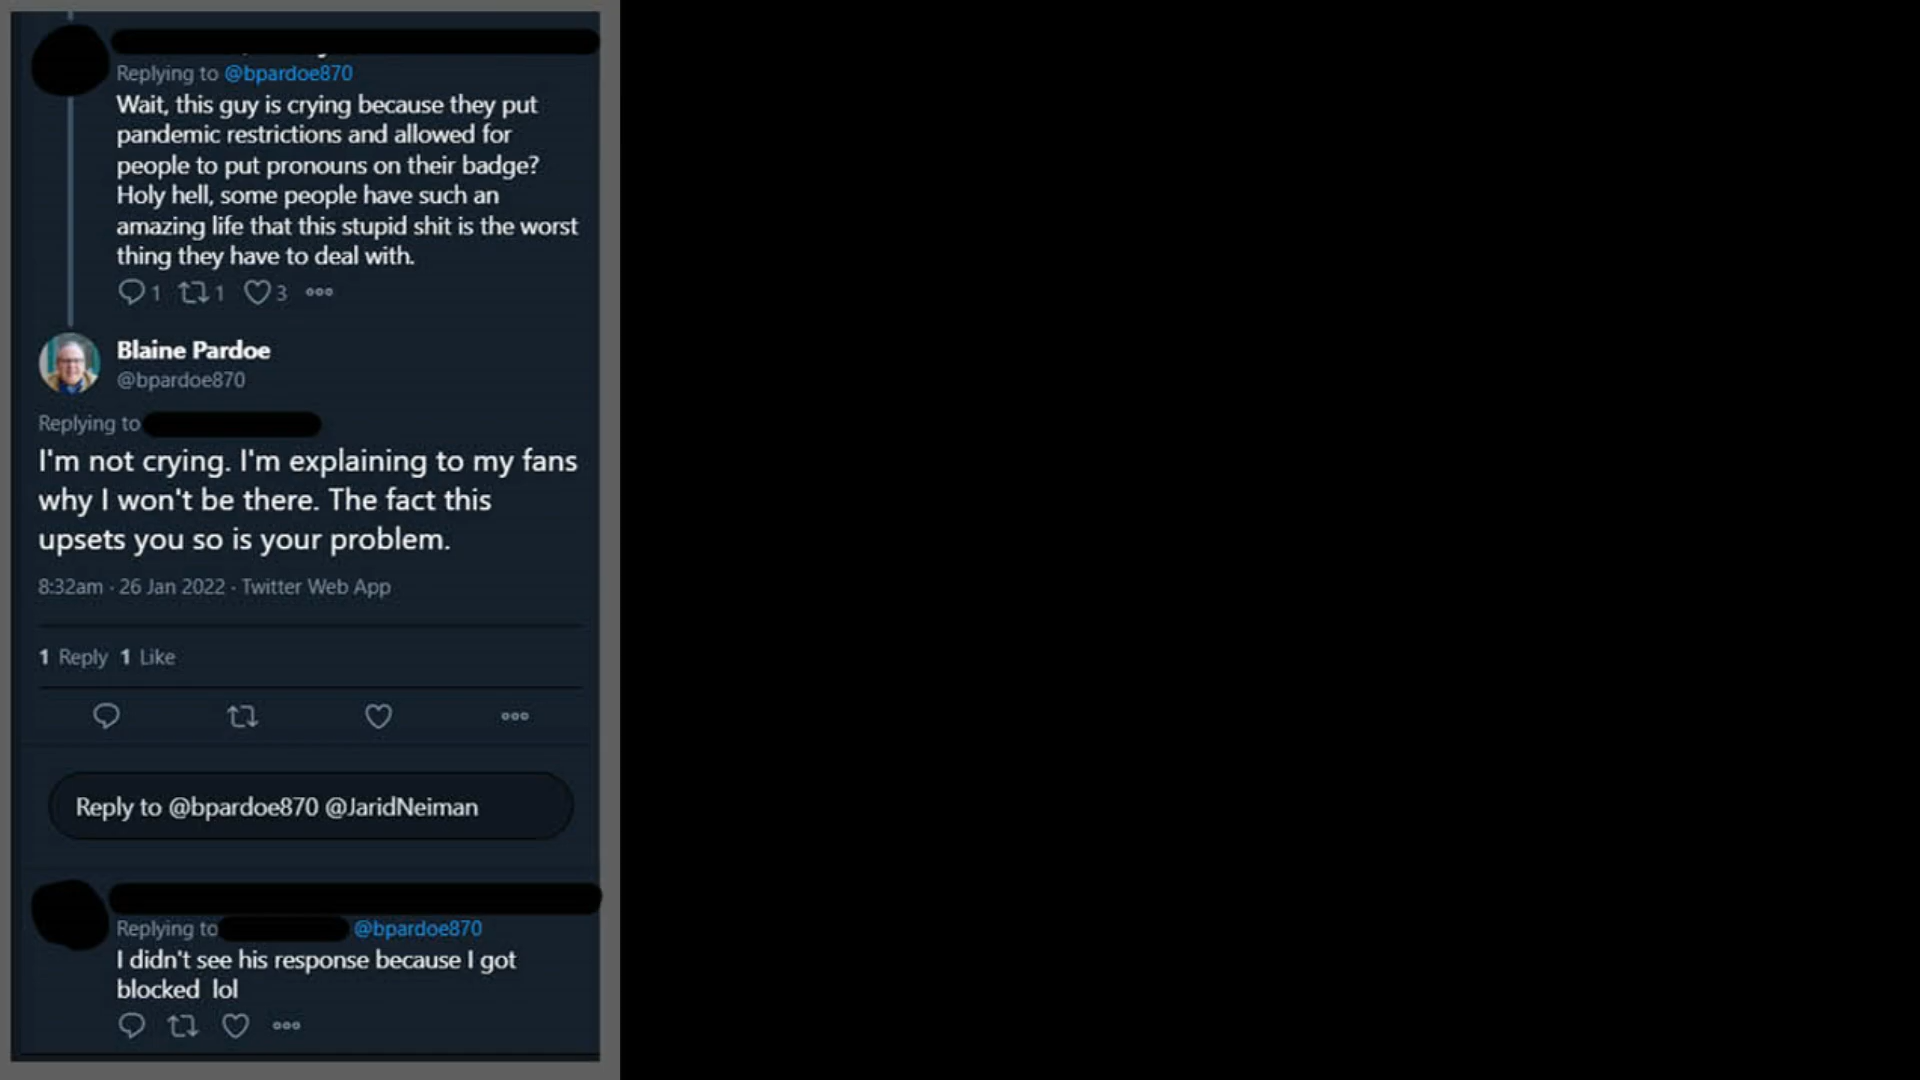 Replying to @bpardoe870
Wait, this guy is crying because they put
pandemic restrictions and allowed for
people to put pronouns on their badge?
Holy hell, some people have such an
amazing life that this stupid shit is the worst
thing they have to deal with.
1 1 3
Blaine Pardoe
@bpardoe870
Replying to
I'm not crying. I'm explaining to my fans
why I won't be there. The fact this
upsets you so is your problem.
8:32am · 26 Jan 2022 · Twitter Web App
1 Reply 1 Like
Reply to @bpardoe870 @JaridNeiman
Replying to @bpardoe870
I didn't see his response because I got
blocked lol